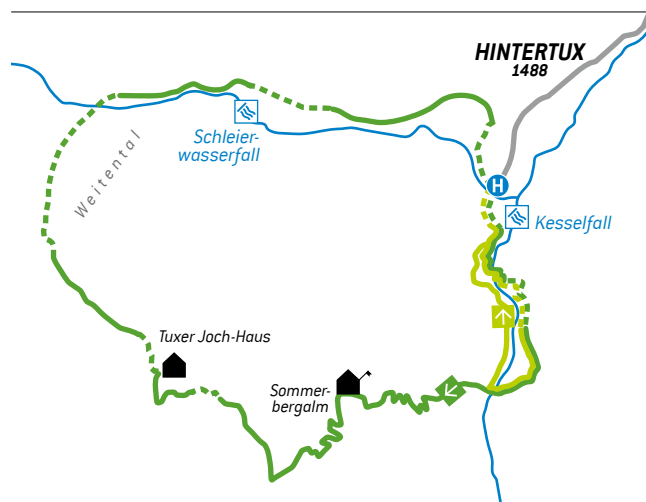 HINTERTUX
1488
Schleier-
wasserfall
Weitental
H
Kesselfall
Tuxer Joch-Haus
Sommer-
bergalm